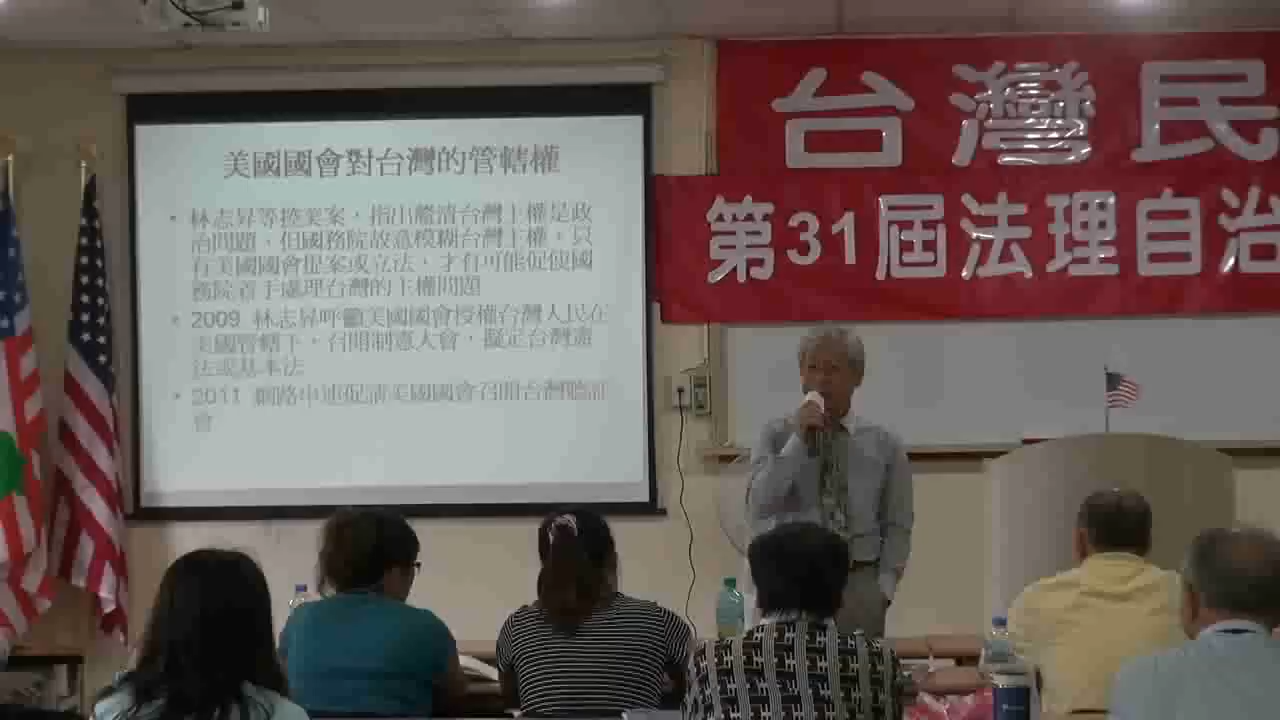 美國國會對台灣的管轄權
• 林志昇等控美案，指出釐清台灣主權是政
治問題，但國務院故意模糊台灣主權，只
有美國國會提案或立法，才有可能促使國
務院著手處理台灣的主權問題
• 2009 林志昇呼籲美國國會授權台灣人民在
美國管轄下，召開制憲大會，擬定台灣憲
法或基本法
• 2011 網路申連促請美國國會召開台灣聽證
會
台灣民
第31屆法理自治